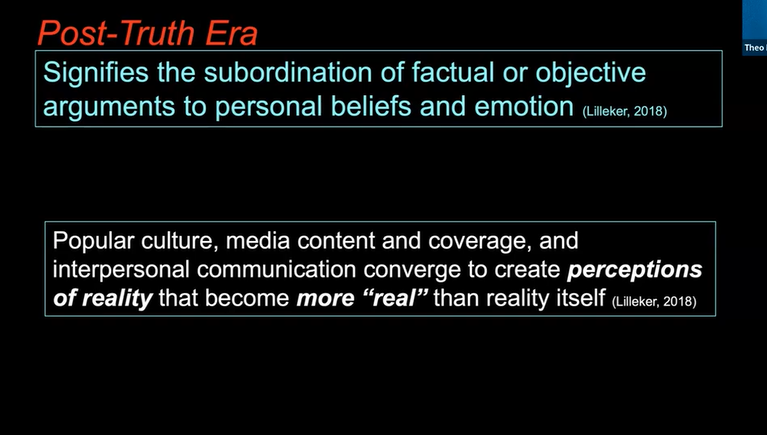 Post-Truth Era
Theo
Signifies the subordination of factual or objective
arguments to personal beliefs and emotion (Lilleker, 2018)
Popular culture, media content and coverage, and
interpersonal communication converge to create perceptions
of reality that become more “real” than reality itself (Lilleker, 2018)